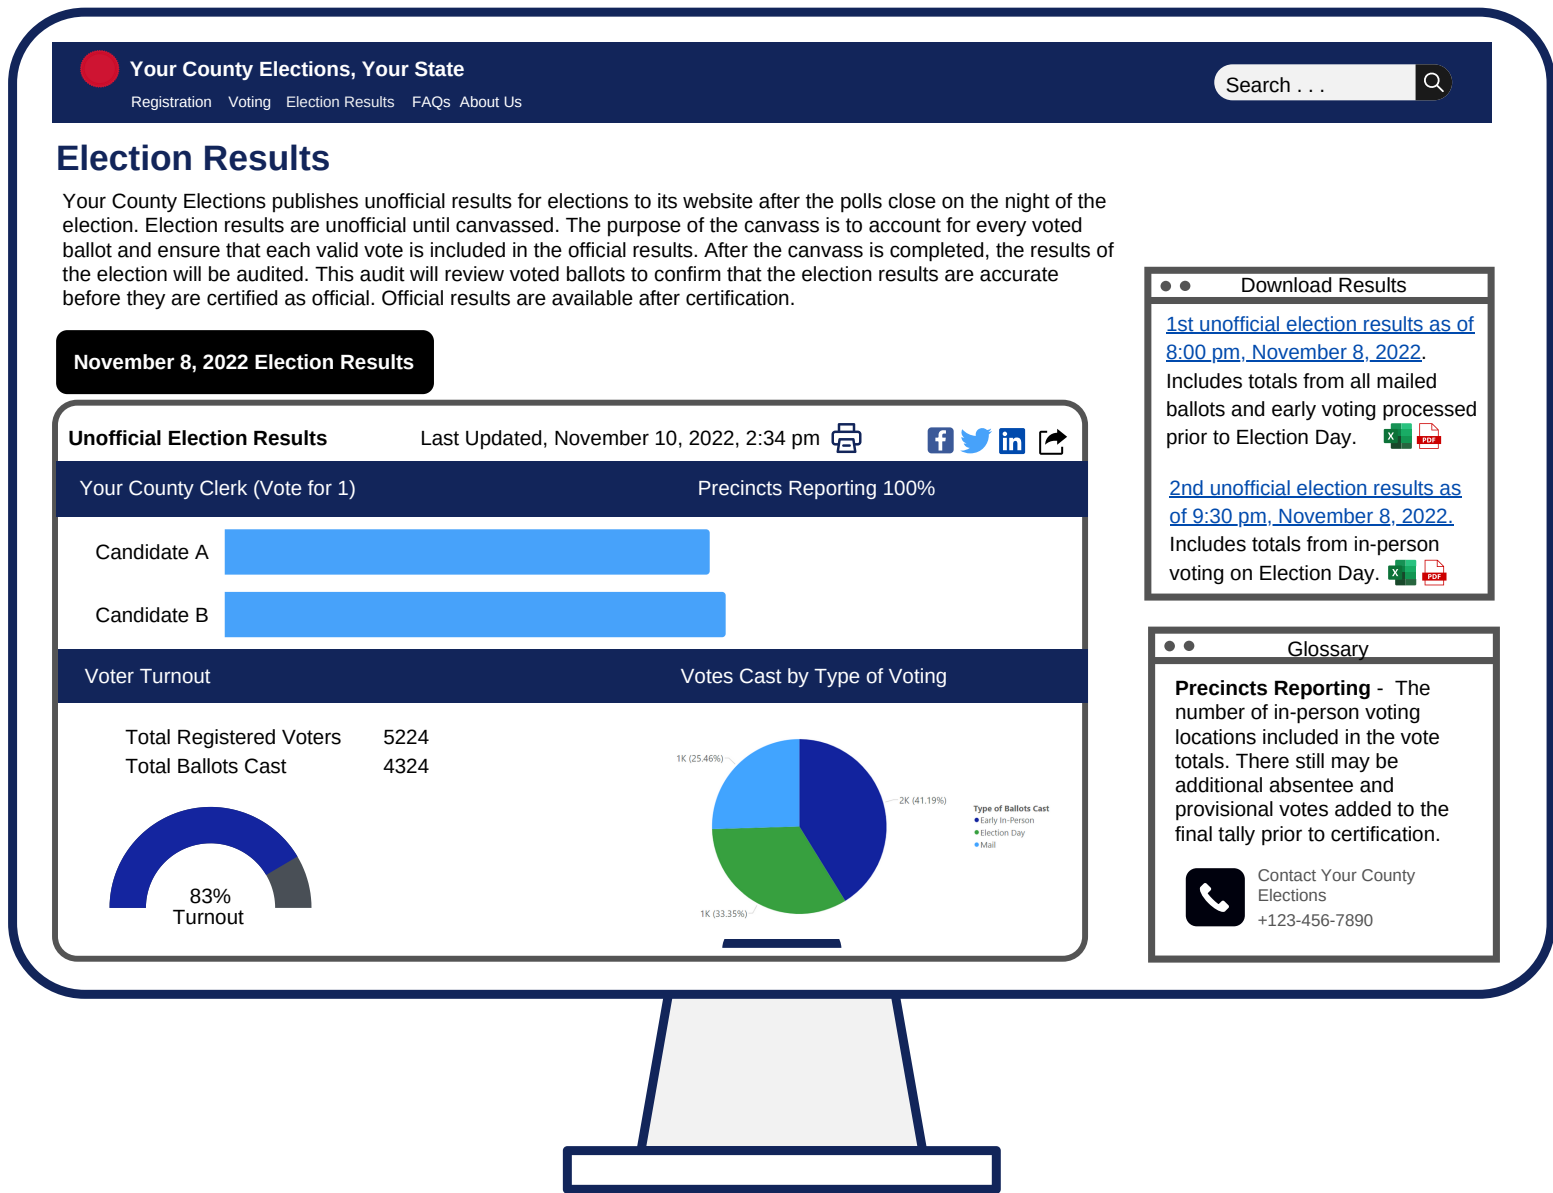 Your County Elections, Your State
Registration Voting Election Results FAQs About Us
Search . . .
Election Results
Your County Elections publishes unofficial results for elections to its website after the polls close on the night of the
election. Election results are unofficial until canvassed. The purpose of the canvass is to account for every voted
ballot and ensure that each valid vote is included in the official results. After the canvass is completed, the results of
the election will be audited. This audit will review voted ballots to confirm that the election results are accurate
before they are certified as official. Official results are available after certification.
November 8, 2022 Election Results
Unofficial Election Results
Last Updated, November 10, 2022, 2:34 pm
Your County Clerk (Vote for 1)
Precincts Reporting 100%
Candidate A
Candidate B
Voter Turnout
Votes Cast by Type of Voting
Total Registered Voters 5224
Total Ballots Cast 4324
83%
Turnout
1K (25.46%)
2K (41.19%)
1K (33.35%)
Type of Ballots Cast
Early In-Person
Election Day
Mail
Download Results
1st unofficial election results as of
8:00 pm, November 8, 2022.
Includes totals from all mailed
ballots and early voting processed
prior to Election Day.
X
PDF
2nd unofficial election results as
of 9:30 pm, November 8, 2022.
Includes totals from in-person
voting on Election Day.
X
PDF
Glossary
Precincts Reporting - The
number of in-person voting
locations included in the vote
totals. There still may be
additional absentee and
provisional votes added to the
final tally prior to certification.
Contact Your County
Elections
+123-456-7890